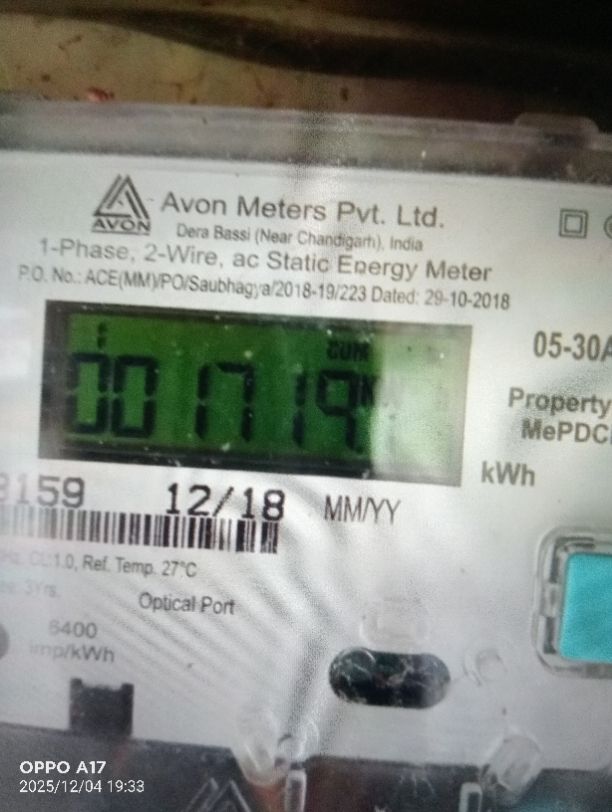 AVON
Avon Meters Pvt. Ltd.
Dera Bassi (Near Chandigarh), India
1-Phase, 2-Wire, ac Static Energy Meter
P.O. No.: ACE(MM)/PO/Saubhagya/2018-19/223 Dated: 29-10-2018
05-30A
CUM
001719
Property
MePDC
kWh
3159 12/18 MM/YY
CL:1.0, Ref. Temp. 27°C
3Yrs.
Optical Port
6400
imp/kWh
OPPO A17
2025/12/04 19:33